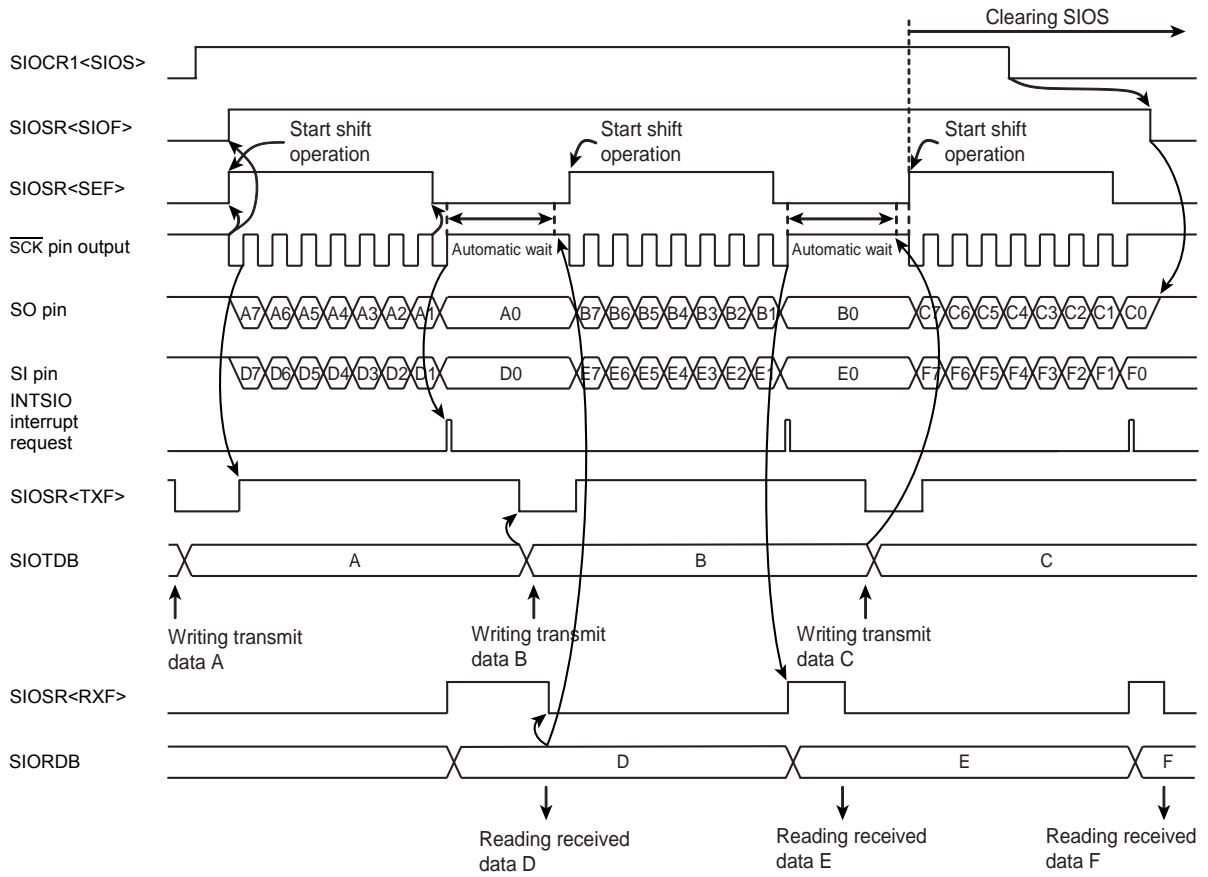 Clearing SIOS
SIOCR1<SIOS>
SIOSR<SIOF>
Start shift
operation
Start shift
operation
Start shift
operation
SIOSR<SEF>
SCK pin output
Automatic wait
Automatic wait
SO pin
A7 A6 A5 A4 A3 A2 A1 A0 B7 B6 B5 B4 B3 B2 B1 B0 C7 C6 C5 C4 C3 C2 C1 C0
SI pin
D7 D6 D5 D4 D3 D2 D1 D0 E7 E6 E5 E4 E3 E2 E1 E0 F7 F6 F5 F4 F3 F2 F1 F0
INTSIO
interrupt
request
SIOSR<TXF>
SIOTDB
A B C
Writing transmit
data A
Writing transmit
data B
Writing transmit
data C
SIOSR<RXF>
SIORDB
D E F
Reading received
data D
Reading received
data E
Reading received
data F